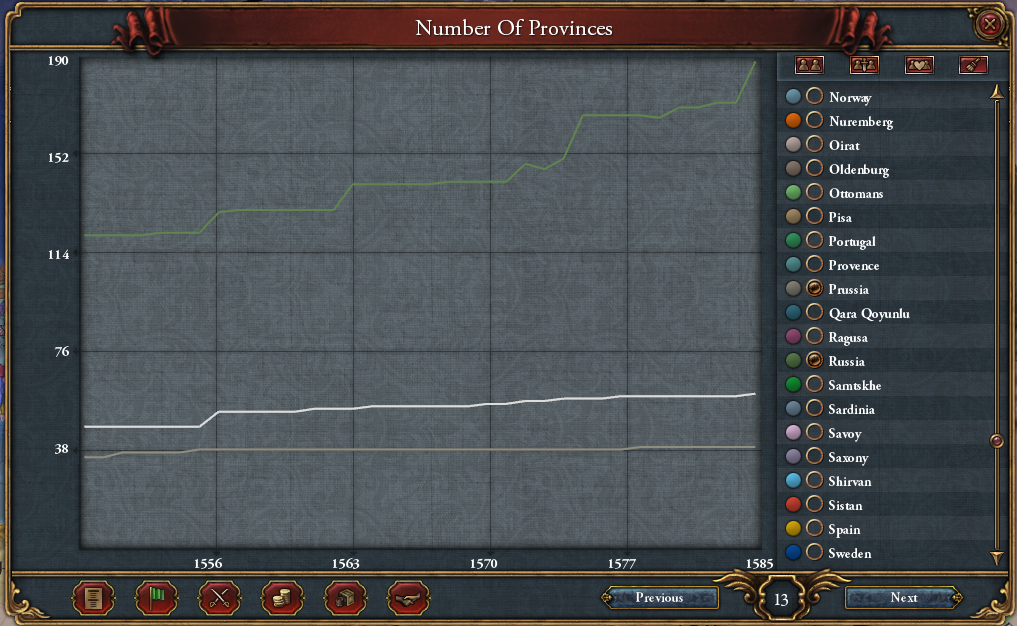 Number Of Provinces
190
152
114
76
38
1556 1563 1570 1577 1585
Norway
Nuremberg
Oirat
Oldenburg
Ottomans
Pisa
Portugal
Provence
Prussia
Qara Qoyunlu
Ragusa
Russia
Samtskhe
Sardinia
Savoy
Saxony
Shirvan
Sistan
Spain
Sweden
Previous 13 Next